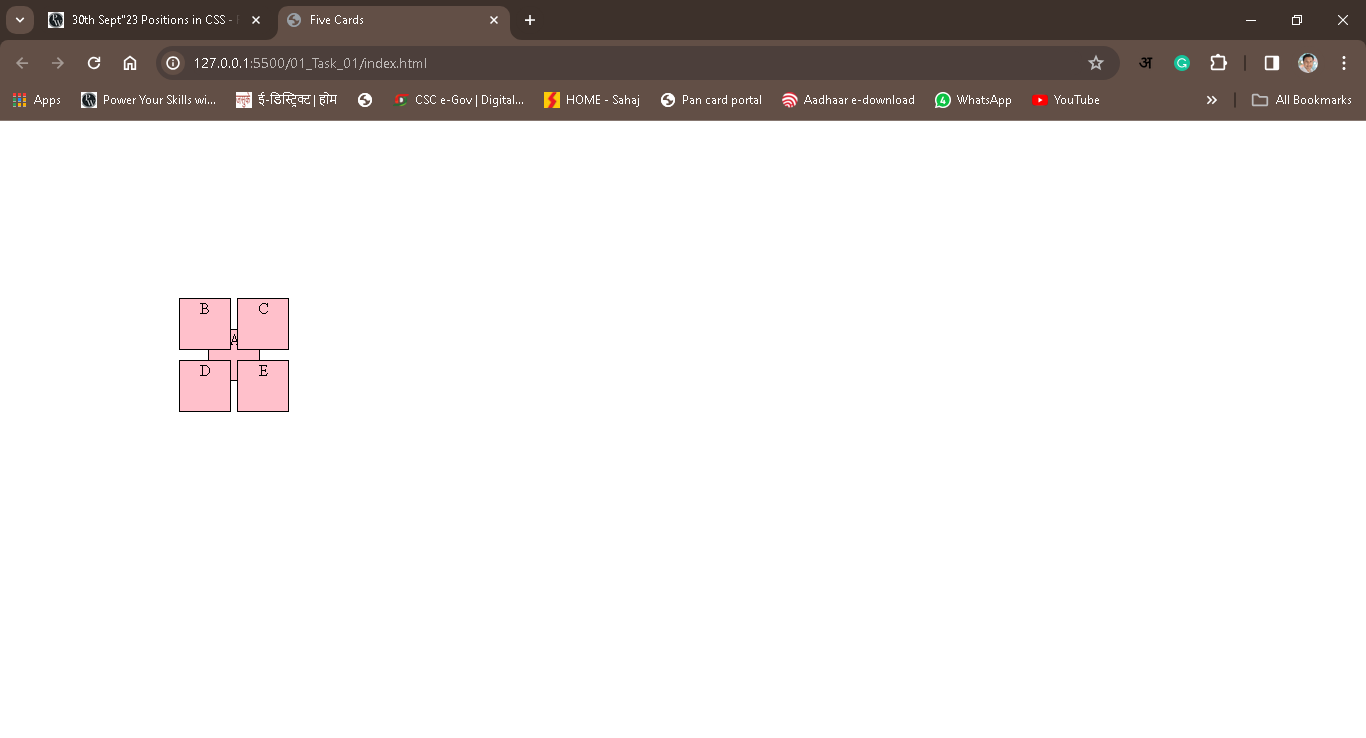 30th Sept"23 Positions in CSS -
Five Cards
127.0.0.1:5500/01_Task_01/index.html
अ
G
Apps
Power Your Skills wi...
ई-डिस्ट्रिक्ट | होम
CSC e-Gov | Digital...
HOME - Sahaj
Pan card portal
Aadhaar e-download
4
WhatsApp
YouTube
All Bookmarks
B
C
A
D
E